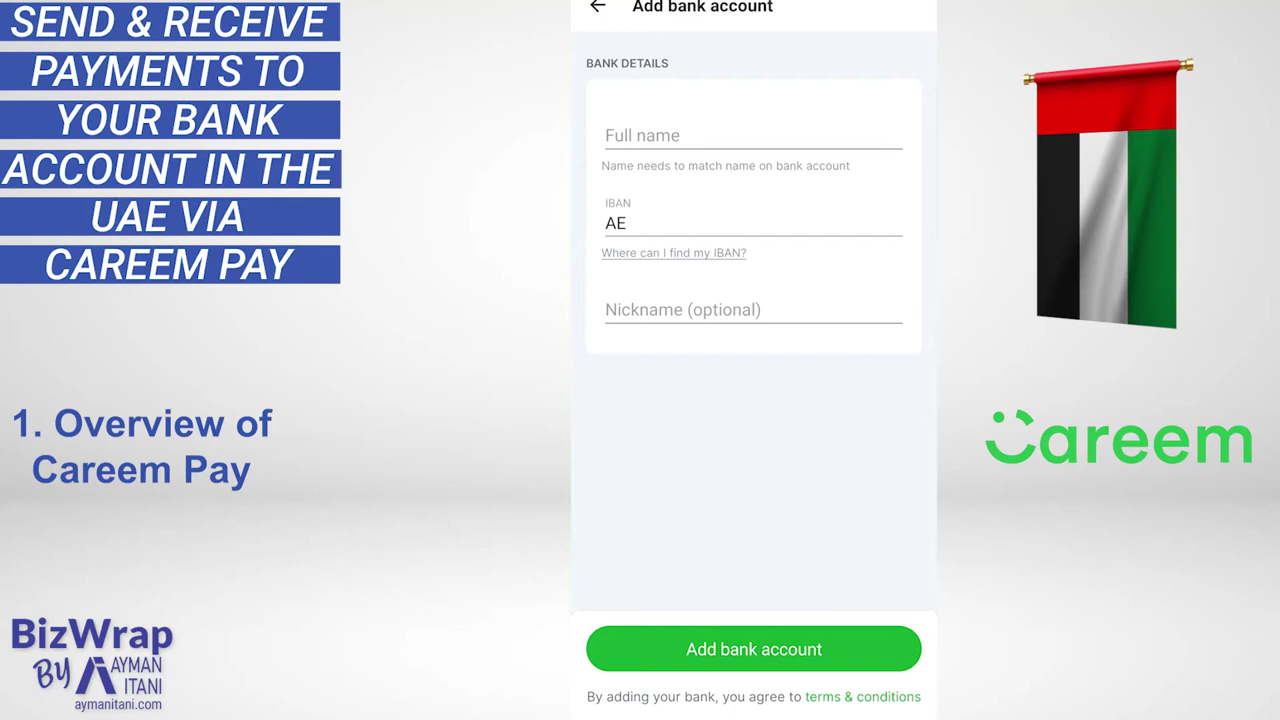 SEND & RECEIVE
PAYMENTS TO
YOUR BANK
ACCOUNT IN THE
UAE VIA
CAREEM PAY
1. Overview of
Careem Pay
BizWrap
By AYMAN
ITANI
aymanitani.com
Add bank account
BANK DETAILS
Full name
Name needs to match name on bank account
IBAN
AE
Where can I find my IBAN?
Nickname (optional)
Add bank account
By adding your bank, you agree to terms & conditions
Careem